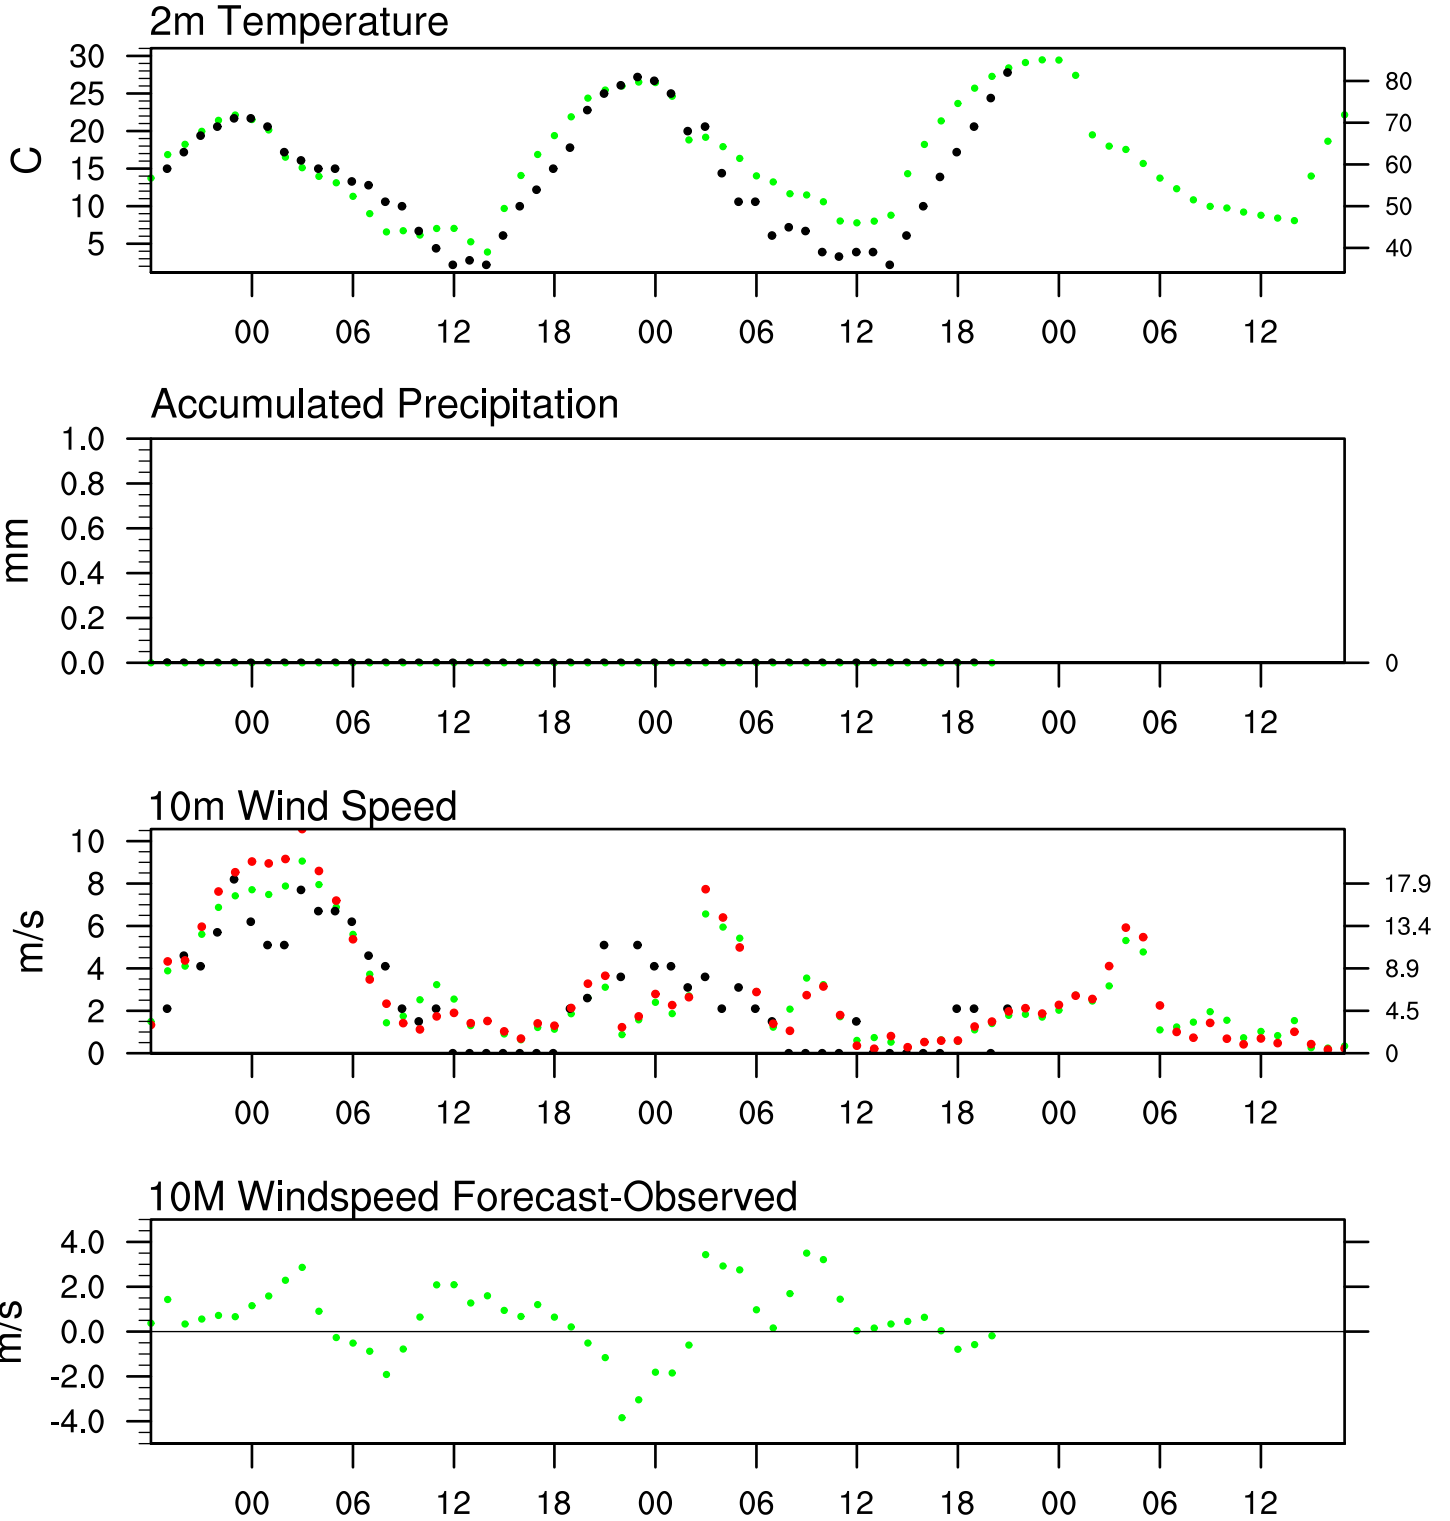 2m Temperature
30
25
20
15
10
5
C
80
70
60
50
40
00 06 12 18 00 06 12 18 00 06 12
Accumulated Precipitation
1.0
0.8
0.6
0.4
0.2
0.0
mm
0
00 06 12 18 00 06 12 18 00 06 12
10m Wind Speed
10
8
6
4
2
0
m/s
17.9
13.4
8.9
4.5
0
00 06 12 18 00 06 12 18 00 06 12
10M Windspeed Forecast-Observed
4.0
2.0
0.0
-2.0
-4.0
m/s
00 06 12 18 00 06 12 18 00 06 12